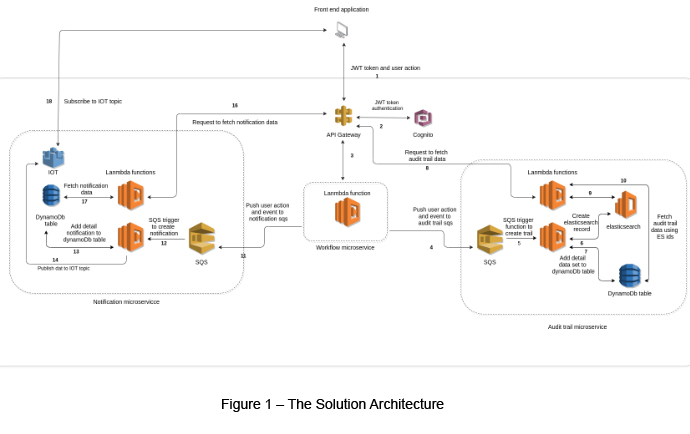 Front end application
JWT token and user action
1
18
Subscribe to IOT topic
16
Request to fetch notification data
JWT token
authentication
API Gateway
2
Cognito
3
Request to fetch
audit trail data
8
IOT
Lanmbda functions
Fetch notification
data
17
DynamoDb
table
Add detail
notification to
dynamoDb table
13
14
Publish dat to IOT topic
SQS trigger
to create
notification
12
SQS
Push user action
and event to
notification sqs
11
Notification microservicce
Lanmbda function
Workflow microservice
Push user action
and event to
audit trail sqs
4
SQS
SQS trigger
function to
create trail
5
Lanmbda functions
10
9
Create
elasticsearch
record
6
elasticsearch
7
Add detail
data set to
dynamoDb table
Fetch
audit trail
data using
ES ids
DynamoDb table
Audit trail microservice
Figure 1 – The Solution Architecture